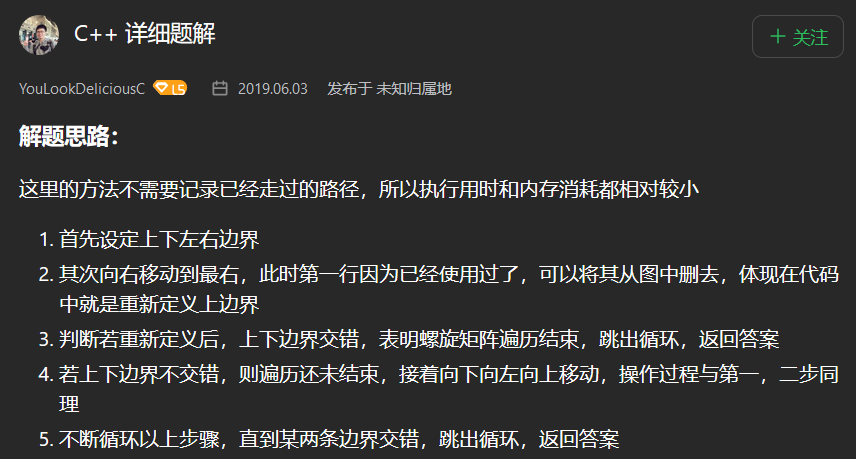 C++ 详细题解
+ 关注
YouLookDeliciousC L5 2019.06.03 发布于 未知归属地
解题思路：
这里的方法不需要记录已经走过的路径，所以执行用时和内存消耗都相对较小
1. 首先设定上下左右边界
2. 其次向右移动到最右，此时第一行因为已经使用过了，可以将其从图中删去，体现在代码
中就是重新定义上边界
3. 判断若重新定义后，上下边界交错，表明螺旋矩阵遍历结束，跳出循环，返回答案
4. 若上下边界不交错，则遍历还未结束，接着向下向左向上移动，操作过程与第一，二步同
理
5. 不断循环以上步骤，直到某两条边界交错，跳出循环，返回答案